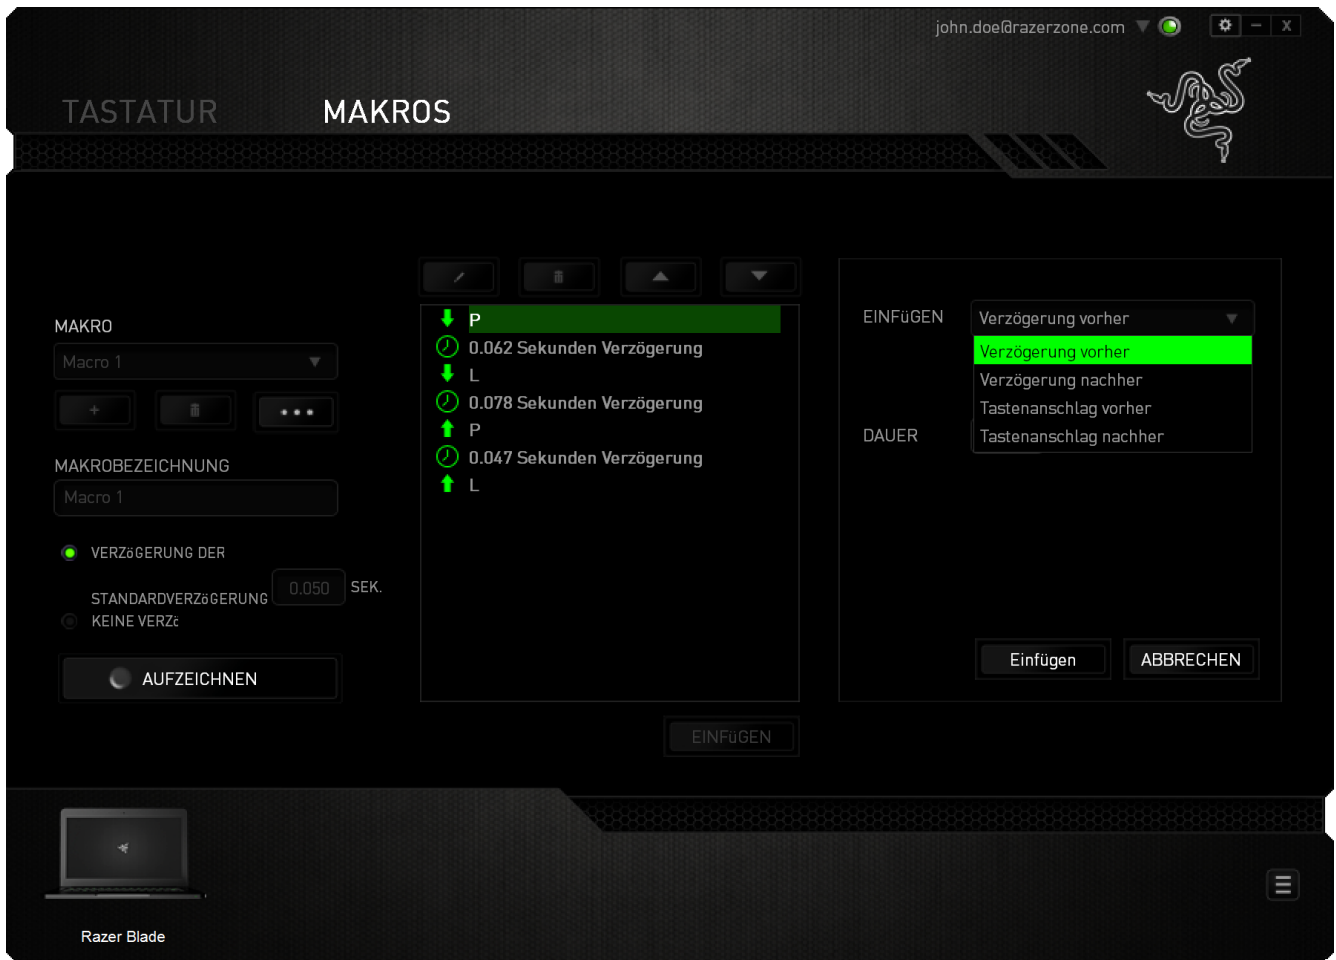 john.doe@razerzone.com
X
TASTATUR
MAKROS
MAKRO
Macro 1
MAKROBEZEICHNUNG
Macro 1
VERZöGERUNG DER
STANDARDVERZöGERUNG 0.050 SEK.
KEINE VERZö
AUFZEICHNEN
P
0.062 Sekunden Verzögerung
L
0.078 Sekunden Verzögerung
P
0.047 Sekunden Verzögerung
L
EINFüGEN
EINFüGEN
Verzögerung vorher
Verzögerung vorher
Verzögerung nachher
Tastenanschlag vorher
Tastenanschlag nachher
DAUER
Einfügen
ABBRECHEN
Razer Blade